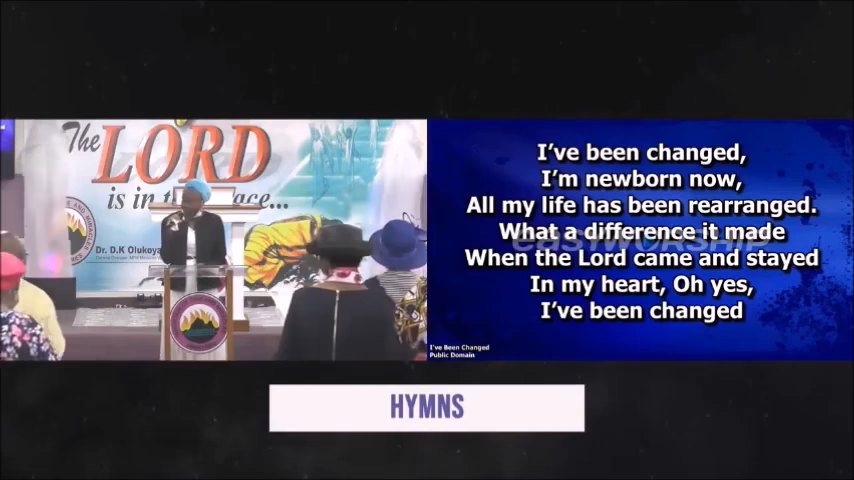 The
LORD
is in
Dr. D.K Olukoya
I've been changed,
I'm newborn now,
All my life has been rearranged.
What a difference it made
When the Lord came and stayed
In my heart, Oh yes,
I've been changed
easyworship
I've Been Changed
Public Domain
HYMNS